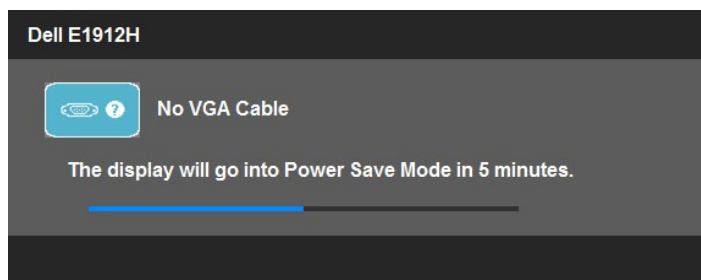 Dell E1912H
No VGA Cable
The display will go into Power Save Mode in 5 minutes.